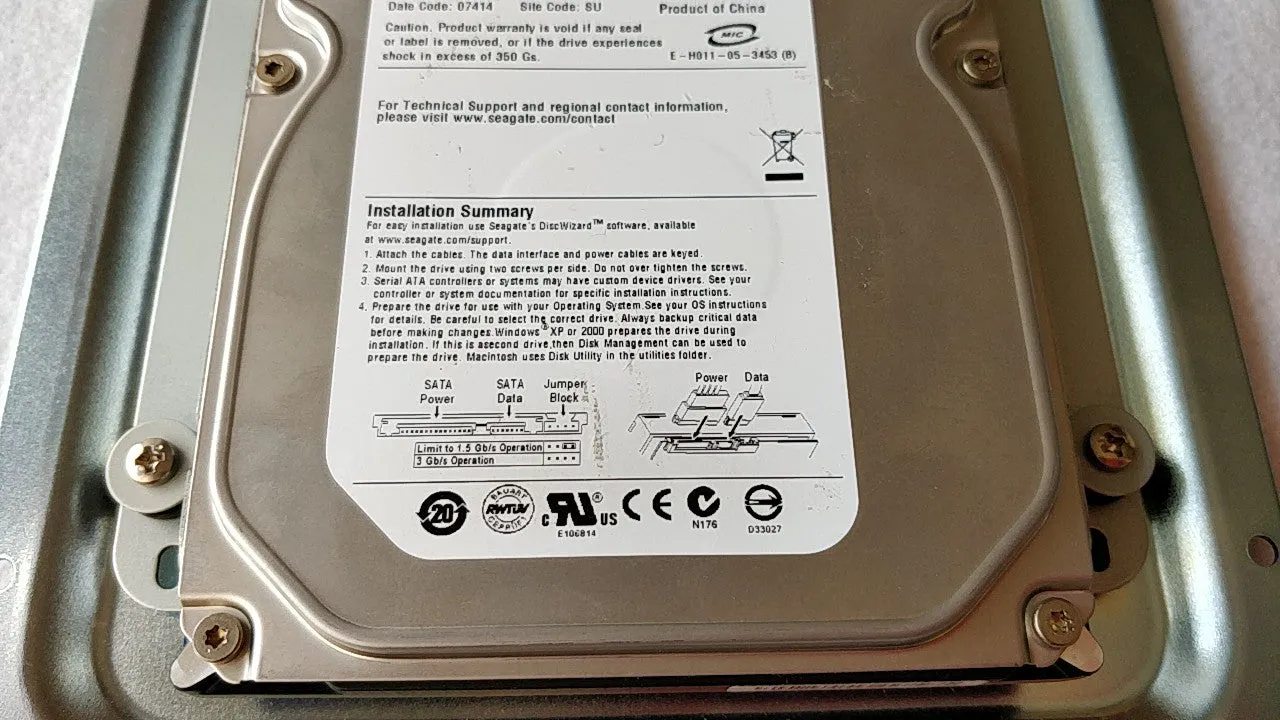 Date Code: 07414 Site Code: SU Product of China
Caution. Product warranty is void if any seal
or label is removed, or if the drive experiences
shock in excess of 350 Gs.
MIC
E-H011-05-3453 (B)
For Technical Support and regional contact information,
please visit www.seagate.com/contact
Installation Summary
For easy installation use Seagate's DiscWizard™ software, available
at www.seagate.com/support.
1. Attach the cables. The data interface and power cables are keyed.
2. Mount the drive using two screws per side. Do not over tighten the screws.
3. Serial ATA controllers or systems may have custom device drivers. See your
controller or system documentation for specific installation instructions.
4. Prepare the drive for use with your Operating System.See your OS instructions
for details. Be careful to select the correct drive. Always backup critical data
before making changes.Windows® XP or 2000 prepares the drive during
installation. If this is asecond drive,then Disk Management can be used to
prepare the drive. Macintosh uses Disk Utility in the utilities folder.
SATA Power
SATA Data
Jumper Block
Power Data
Limit to 1.5 Gb/s Operation
3 Gb/s Operation
20
BAUART
RWTÜV
GEPRÜFT
c RU® US
E106814
CE
N176
D33027